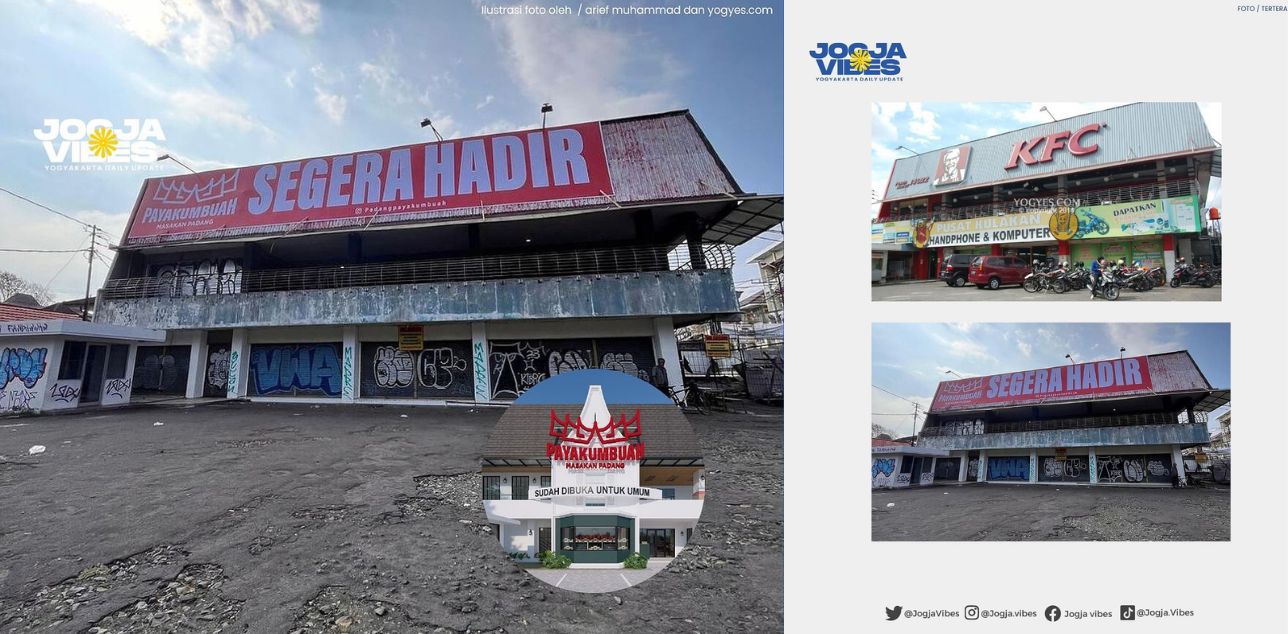 Ilustrasi foto oleh / arief muhammad dan yogyes.com
JOGJA
VIBES
YOGYAKARTA DAILY UPDATE
SEGERA HADIR
PAYAKUMBUAH
MASAKAN PADANG
Padangpayakumbuah
VWA
PAYAKUMBUAH
MASAKAN PADANG
SUDAH DIBUKA UNTUK UMUM
FOTO / TERTERA
JOGJA
VIBES
YOGYAKARTA DAILY UPDATE
KFC
YOGYES.COM
PUSAT KULAKAN
HANDPHONE & KOMPUTER
DAPATKAN
SEGERA HADIR
PAYAKUMBUAH
VWA
@JogjaVibes
@Jogja.vibes
Jogja vibes
@Jogja.Vibes